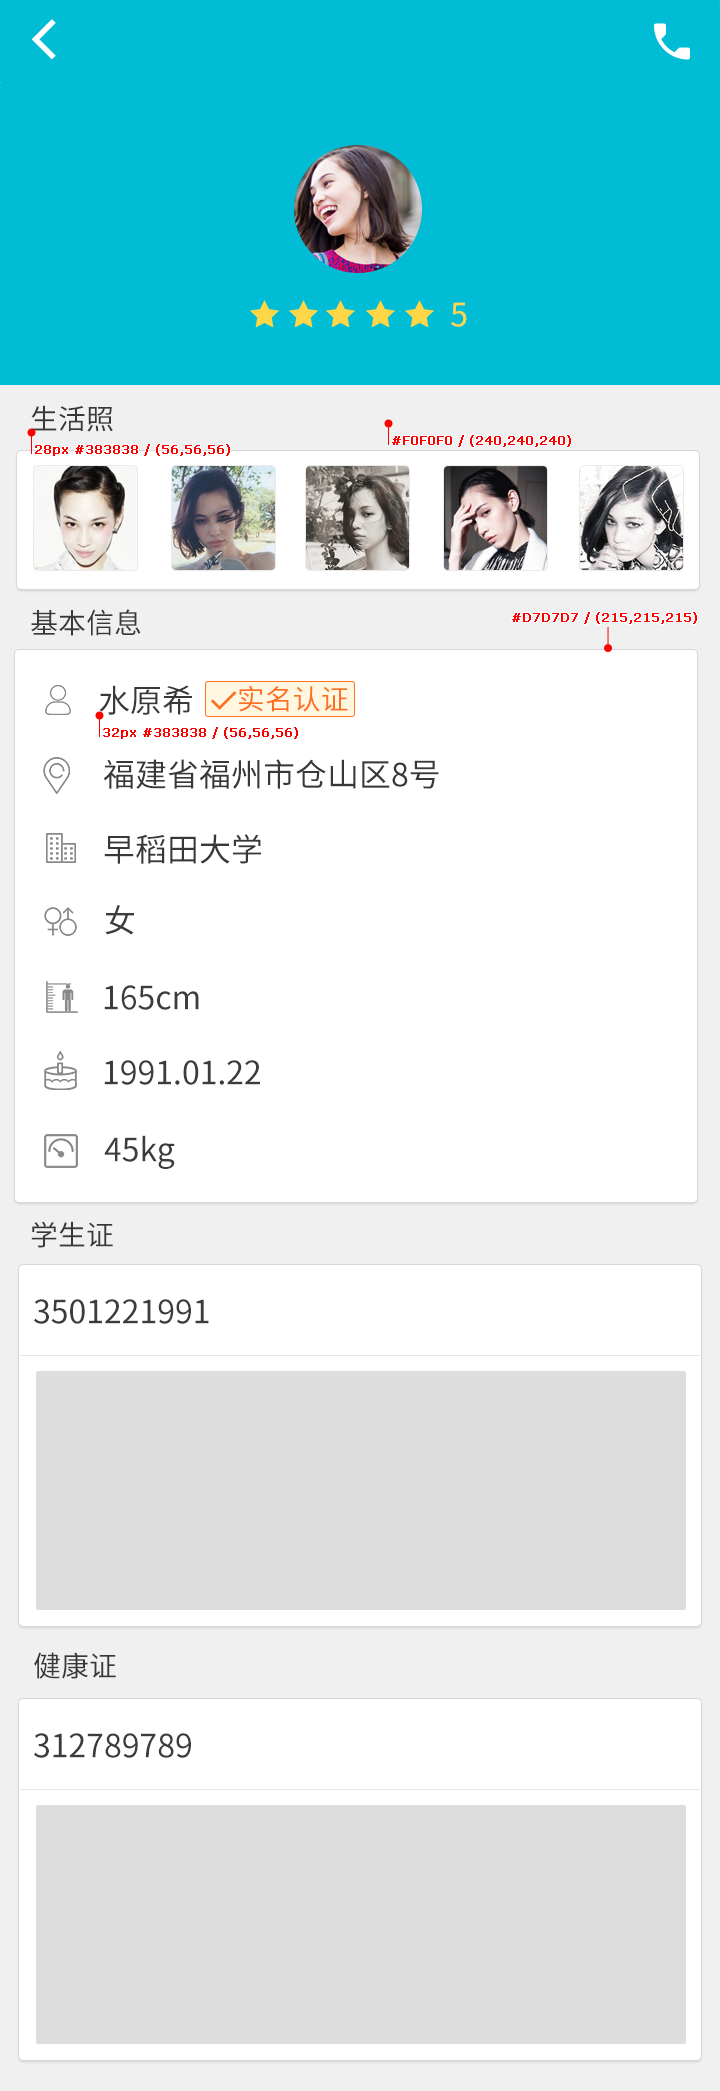 5
生活照
28px #383838 / (56,56,56)
#F0F0F0 / (240,240,240)
基本信息
#D7D7D7 / (215,215,215)
水原希 实名认证
32px #383838 / (56,56,56)
福建省福州市仓山区8号
早稻田大学
女
165cm
1991.01.22
45kg
学生证
3501221991
健康证
312789789